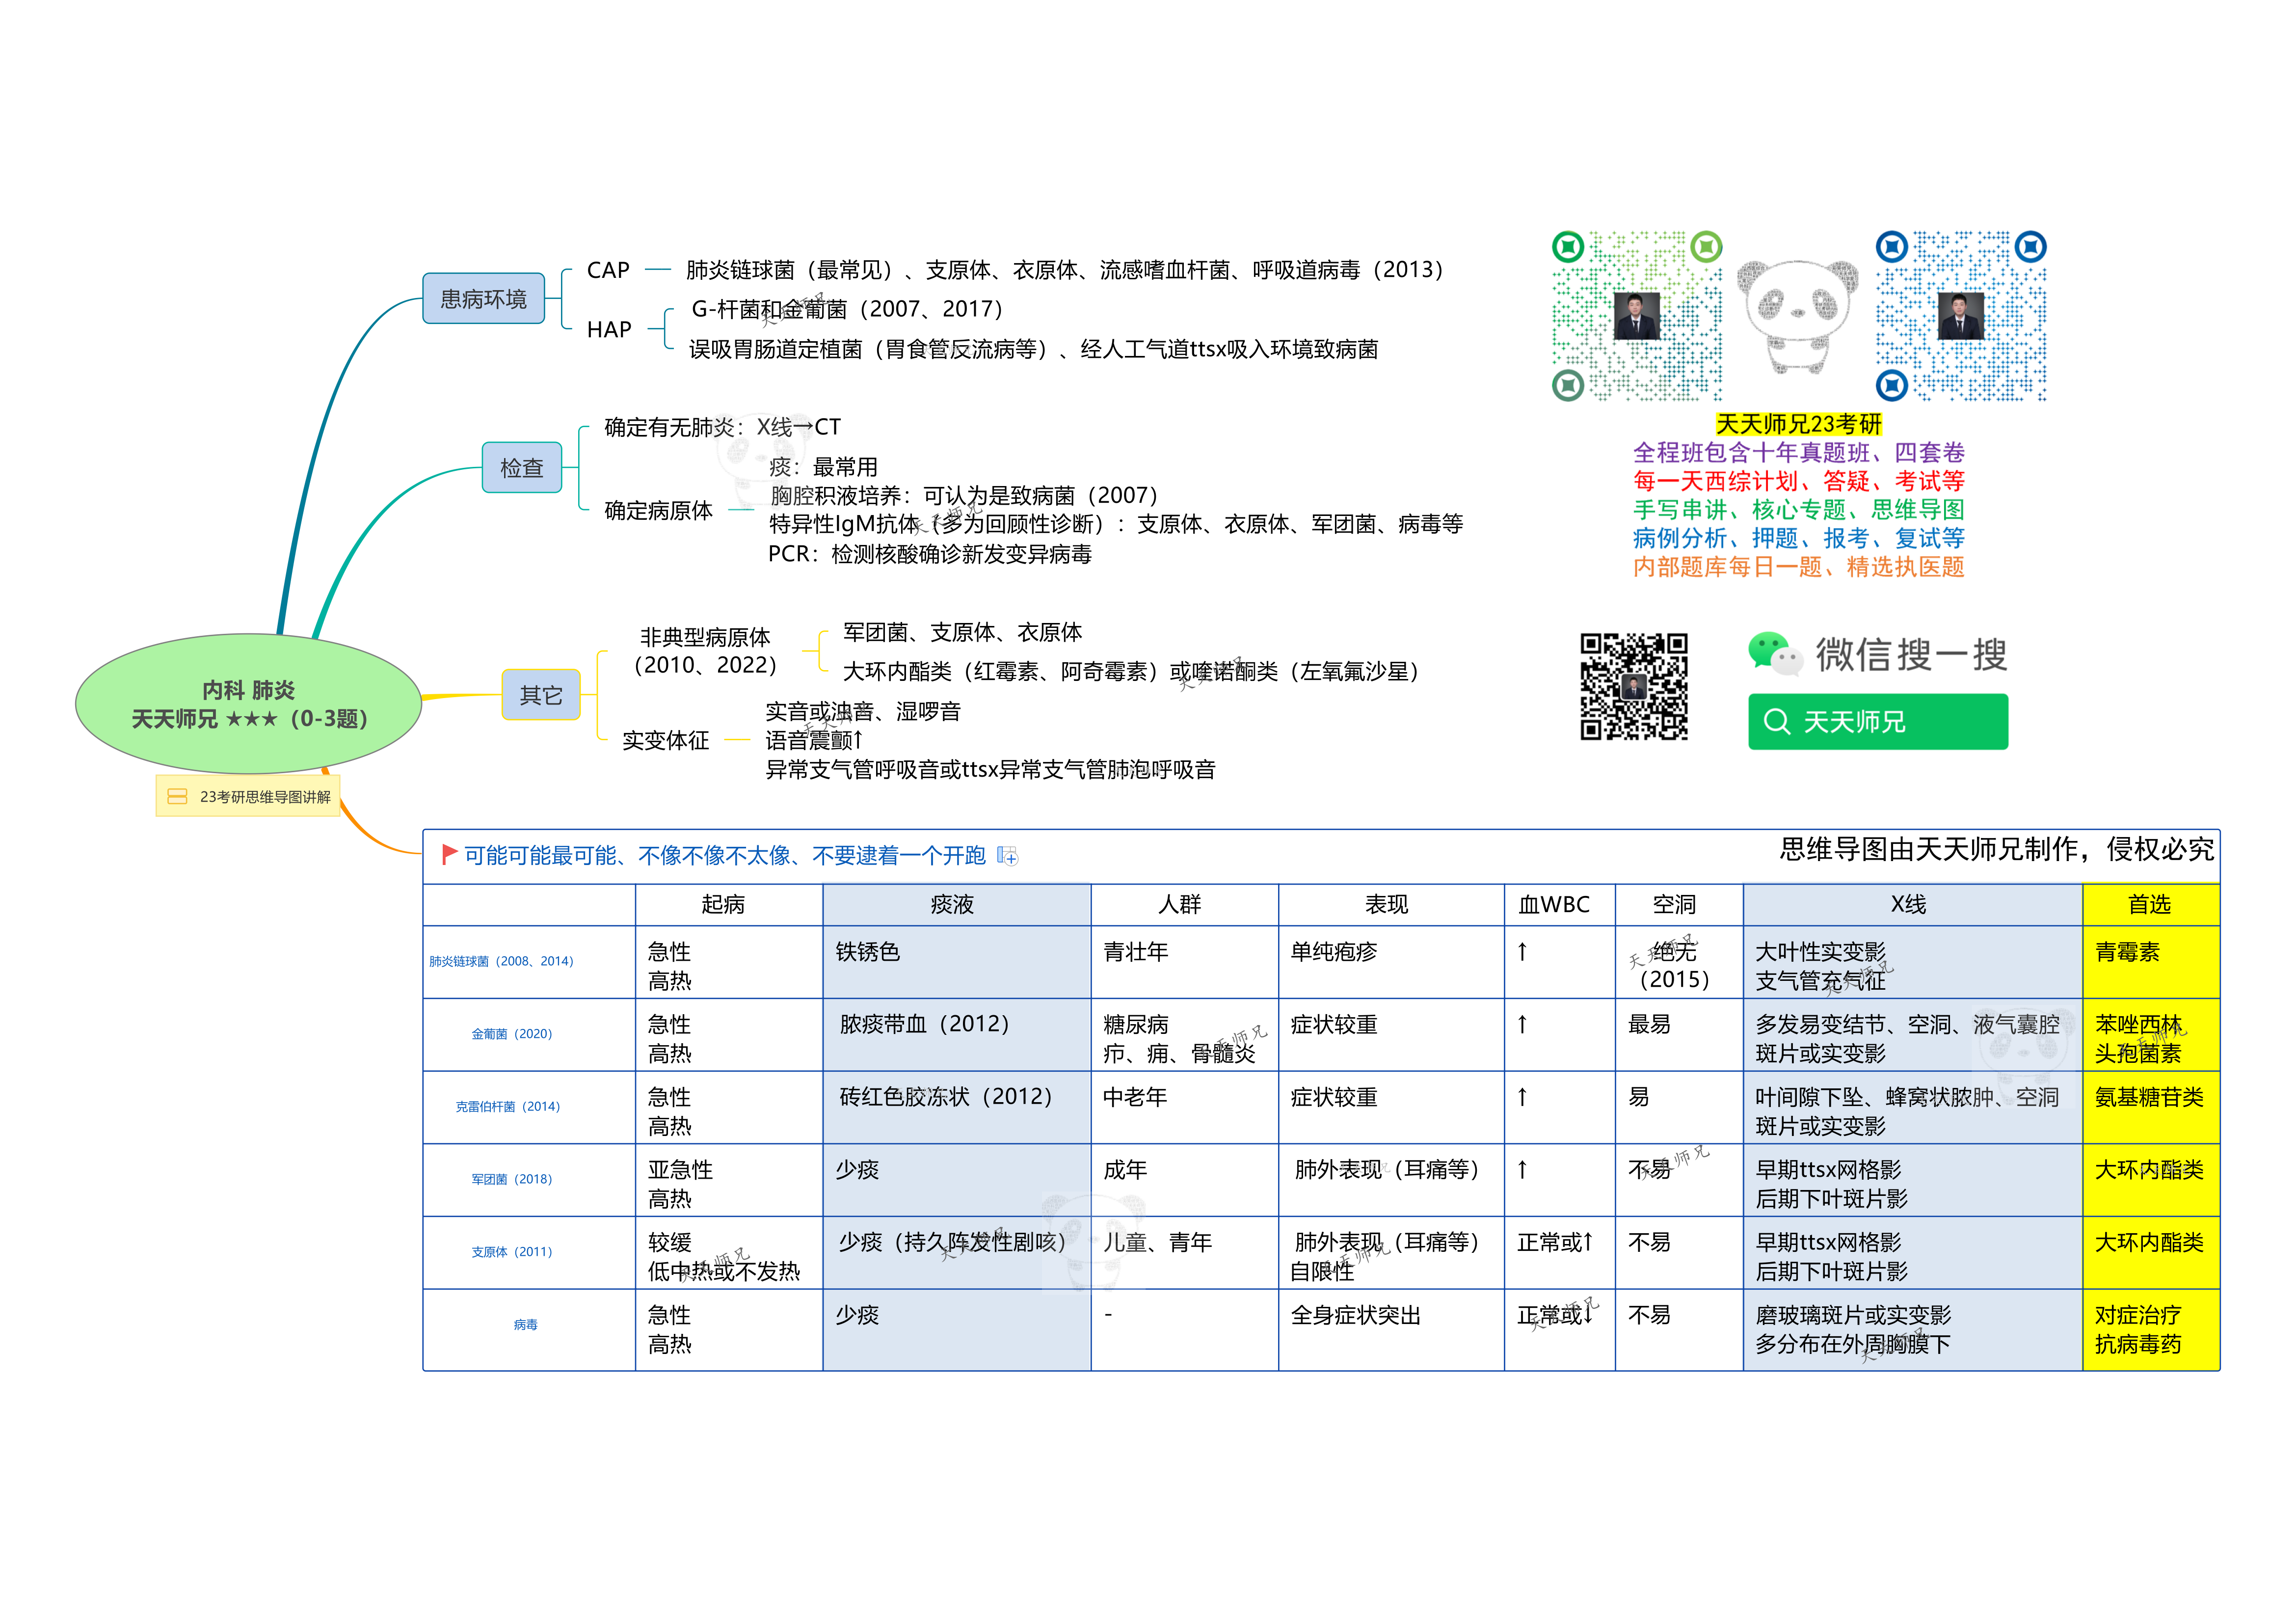 内科 肺炎
天天师兄 ★★★（0-3题）
23考研思维导图讲解
患病环境
CAP
肺炎链球菌（最常见）、支原体、衣原体、流感嗜血杆菌、呼吸道病毒（2013）
HAP
G-杆菌和金葡菌（2007、2017）
误吸胃肠道定植菌（胃食管反流病等）、经人工气道ttsx吸入环境致病菌
检查
确定有无肺炎：X线→CT
确定病原体
痰：最常用
胸腔积液培养：可认为是致病菌（2007）
特异性IgM抗体（多为回顾性诊断）：支原体、衣原体、军团菌、病毒等
PCR：检测核酸确诊新发变异病毒
其它
非典型病原体
（2010、2022）
军团菌、支原体、衣原体
大环内酯类（红霉素、阿奇霉素）或喹诺酮类（左氧氟沙星）
实变体征
实音或浊音、湿啰音
语音震颤↑
异常支气管呼吸音或ttsx异常支气管肺泡呼吸音
天天师兄23考研
全程班包含十年真题班、四套卷
每一天西综计划、答疑、考试等
手写串讲、核心专题、思维导图
病例分析、押题、报考、复试等
内部题库每日一题、精选执医题
微信搜一搜
天天师兄
可能可能最可能、不像不像不太像、不要逮着一个开跑
思维导图由天天师兄制作，侵权必究
起病 痰液 人群 表现 血WBC 空洞 X线 首选
肺炎链球菌（2008、2014）
急性
高热
铁锈色
青壮年
单纯疱疹
↑
绝无
（2015）
大叶性实变影
支气管充气征
青霉素
金葡菌（2020）
急性
高热
脓痰带血（2012）
糖尿病
疖、痈、骨髓炎
症状较重
↑
最易
多发易变结节、空洞、液气囊腔
斑片或实变影
苯唑西林
头孢菌素
克雷伯杆菌（2014）
急性
高热
砖红色胶冻状（2012）
中老年
症状较重
↑
易
叶间隙下坠、蜂窝状脓肿、空洞
斑片或实变影
氨基糖苷类
军团菌（2018）
亚急性
高热
少痰
成年
肺外表现（耳痛等）
↑
不易
早期ttsx网格影
后期下叶斑片影
大环内酯类
支原体（2011）
较缓
低中热或不发热
少痰（持久阵发性剧咳）
儿童、青年
肺外表现（耳痛等）
自限性
正常或↑
不易
早期ttsx网格影
后期下叶斑片影
大环内酯类
病毒
急性
高热
少痰
-
全身症状突出
正常或↓
不易
磨玻璃斑片或实变影
多分布在外周胸膜下
对症治疗
抗病毒药